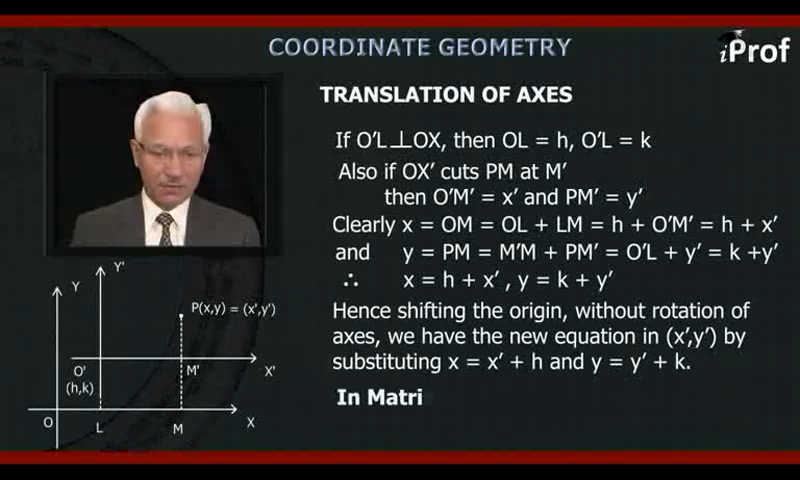 COORDINATE GEOMETRY
iProf
TRANSLATION OF AXES
If O'L⊥OX, then OL = h, O'L = k
Also if OX' cuts PM at M'
then O'M' = x' and PM' = y'
Clearly x = OM = OL + LM = h + O'M' = h + x'
and y = PM = M'M + PM' = O'L + y' = k +y'
∴ x = h + x' , y = k + y'
Hence shifting the origin, without rotation of
axes, we have the new equation in (x',y') by
substituting x = x' + h and y = y' + k.
In Matri
Y'
Y
P(x,y) = (x',y')
O'
M'
X'
(h,k)
O
L
M
X